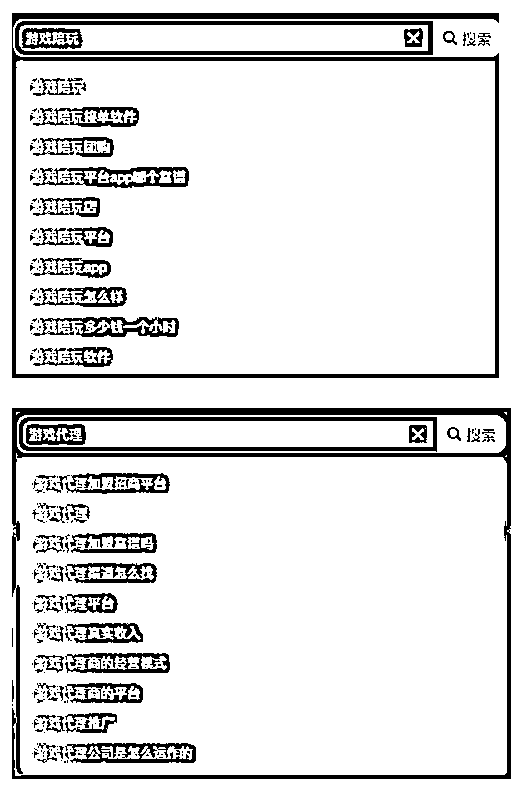 游戏陪玩
搜索
游戏陪玩
游戏陪玩接单软件
游戏陪玩团购
游戏陪玩平台app哪个靠谱
游戏陪玩店
游戏陪玩平台
游戏陪玩app
游戏陪玩怎么样
游戏陪玩多少钱一个小时
游戏陪玩软件
游戏代理
搜索
游戏代理加盟招商平台
游戏代理
游戏代理加盟靠谱吗
游戏代理渠道怎么找
游戏代理平台
游戏代理真实收入
游戏代理商的经营模式
游戏代理商的平台
游戏代理推广
游戏代理公司是怎么运作的